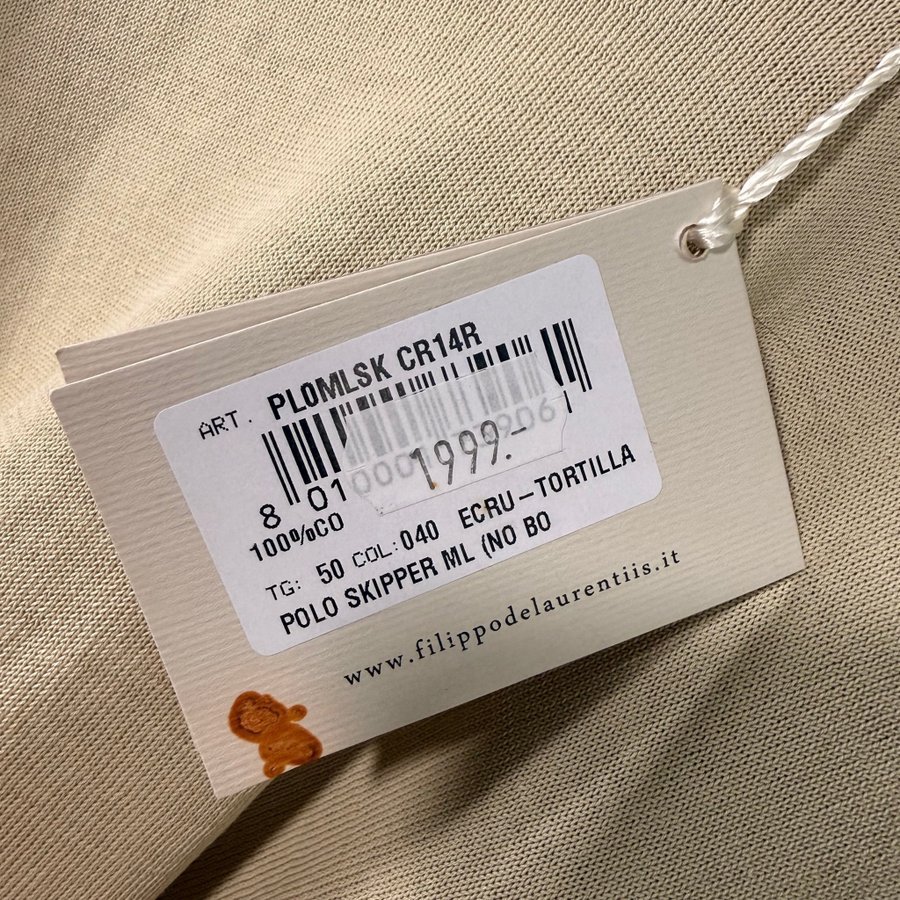 ART. PL0MLSK CR14R
8 01
1999.-
100%CO
TG: 50 COL:040 ECRU-TORTILLA
POLO SKIPPER ML (NO BO
www.filippodelaurentiis.it